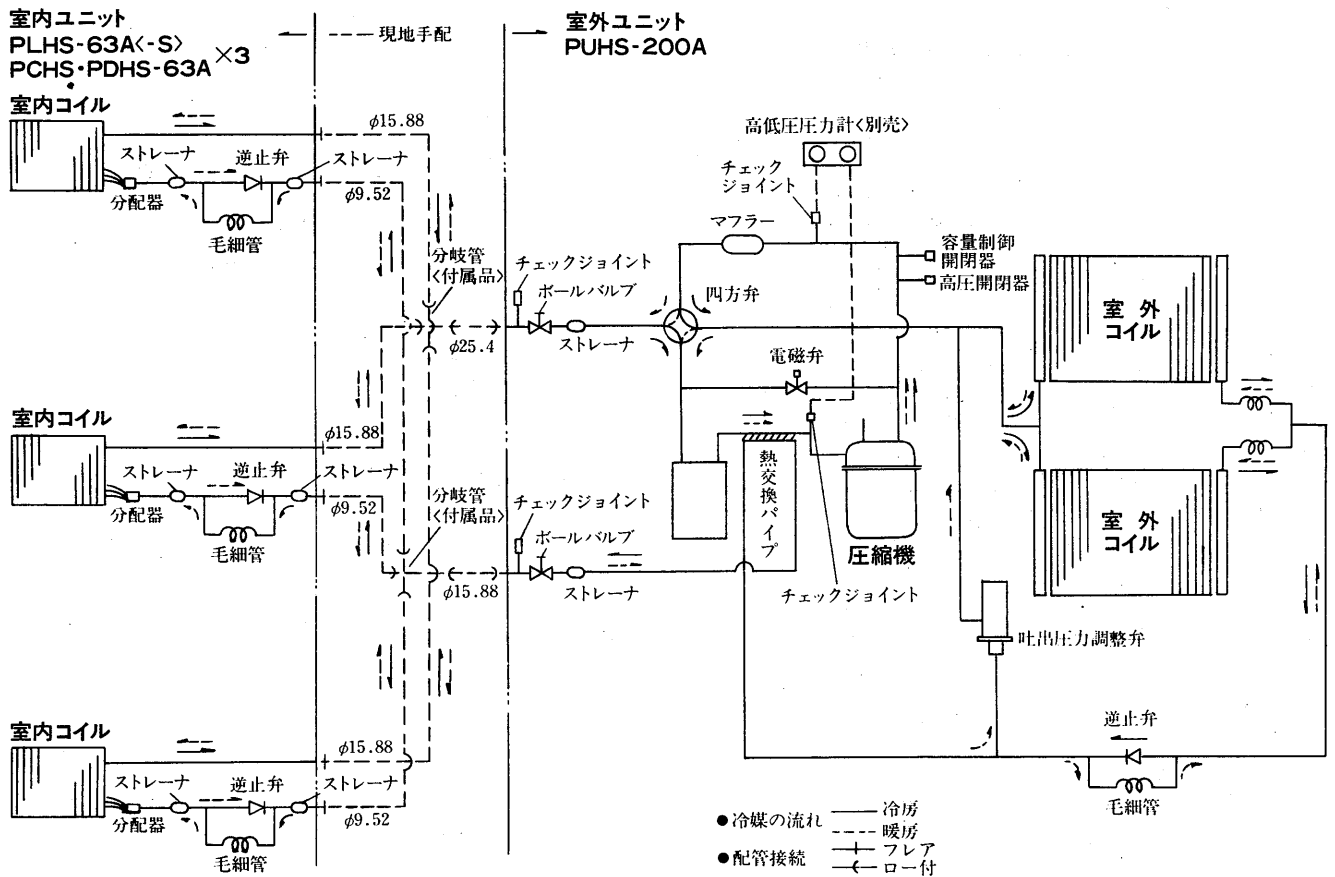 室内ユニット
PLHS-63A<-S>
PCHS・PDHS-63A ×3
現地手配
室外ユニット
PUHS-200A
室内コイル
φ15.88
ストレーナ
逆止弁
ストレーナ
分配器
φ9.52
毛細管
分岐管
<付属品>
チェックジョイント
ボールバルブ
ストレーナ
φ25.4
高低圧圧力計<別売>
チェック
ジョイント
マフラー
四方弁
電磁弁
容量制御
開閉器
高圧開閉器
室外
コイル
室内コイル
φ15.88
ストレーナ
逆止弁
ストレーナ
分配器
φ9.52
毛細管
分岐管
<付属品>
チェックジョイント
ボールバルブ
ストレーナ
φ15.88
熱交換パイプ
圧縮機
チェックジョイント
室外
コイル
吐出圧力調整弁
逆止弁
毛細管
室内コイル
φ15.88
ストレーナ
逆止弁
ストレーナ
分配器
φ9.52
毛細管
●冷媒の流れ
冷房
暖房
●配管接続
フレア
ロー付